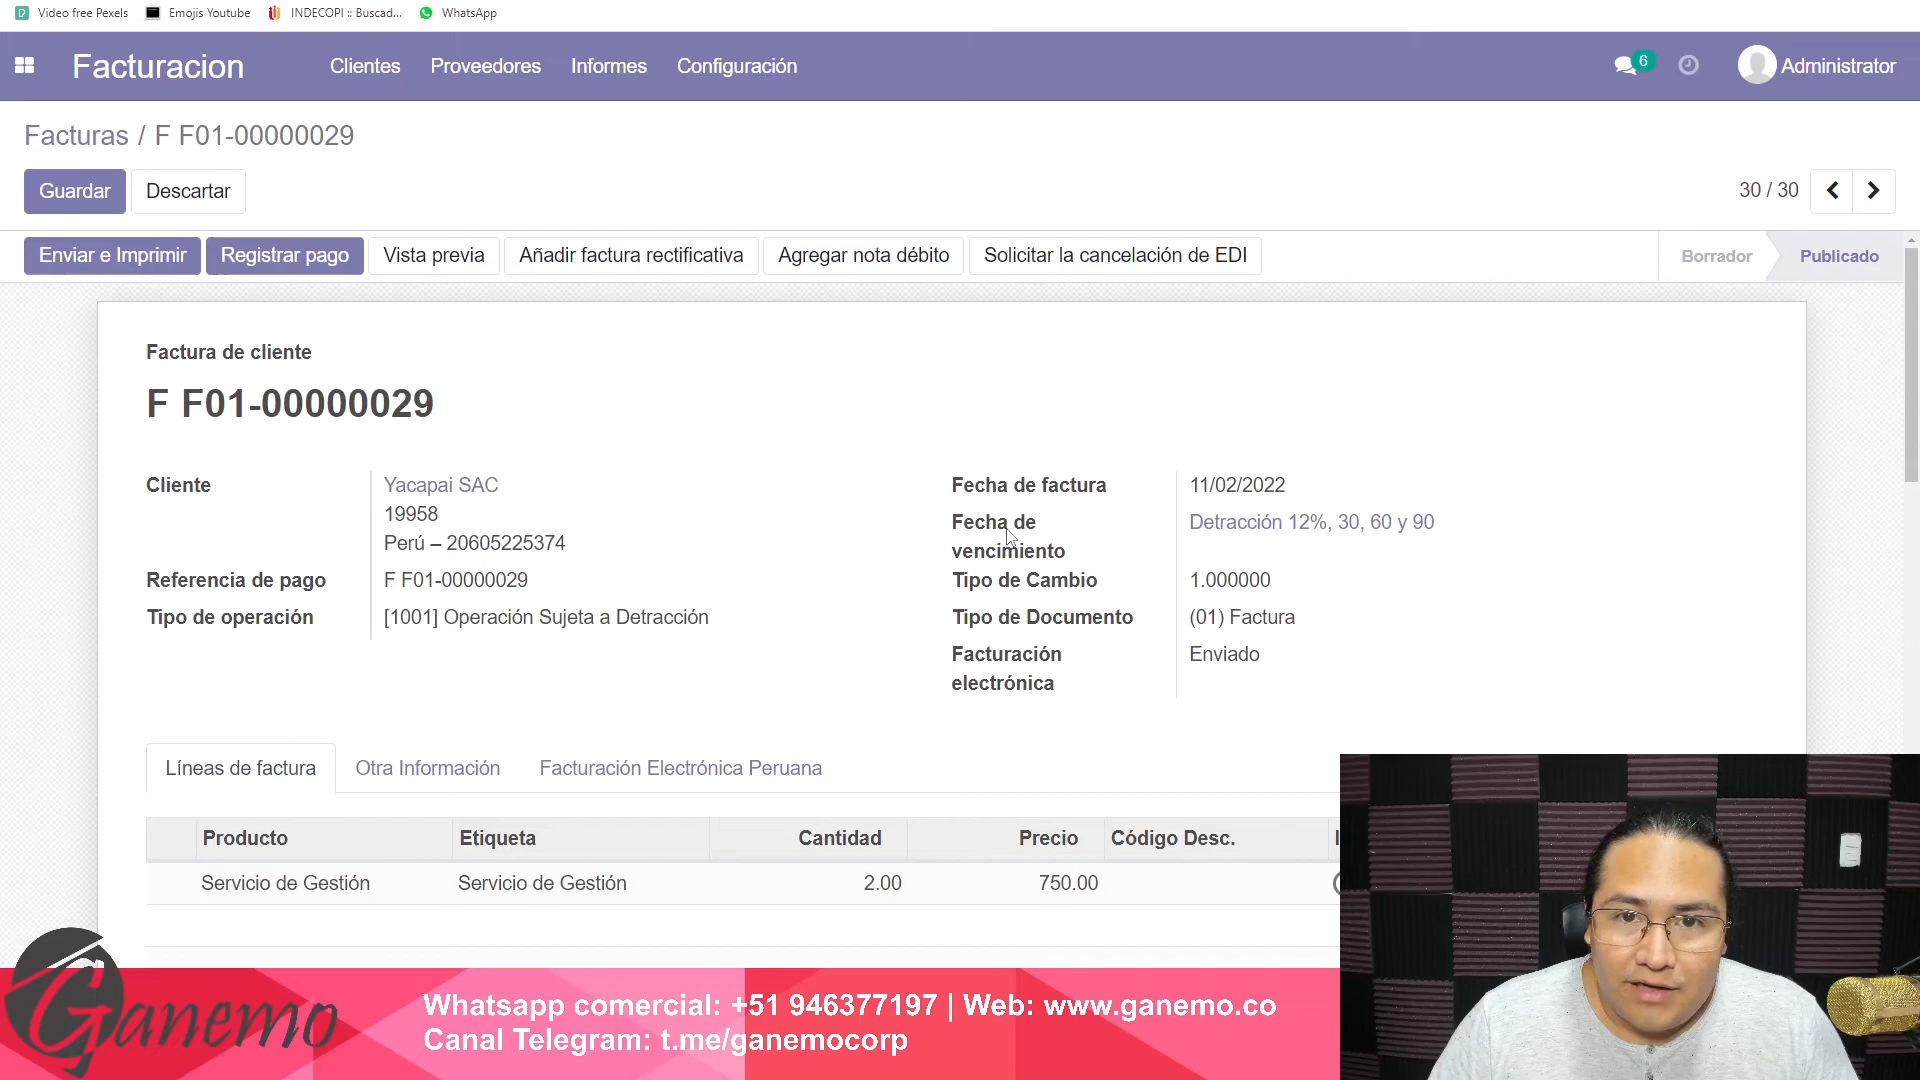 Video free Pexels Emojis Youtube INDECOPI :: Buscad... WhatsApp
Facturacion Clientes Proveedores Informes Configuración 6 Administrator
Facturas / F F01-00000029
Guardar Descartar 30 / 30
Enviar e Imprimir Registrar pago Vista previa Añadir factura rectificativa Agregar nota débito Solicitar la cancelación de EDI Borrador Publicado
Factura de cliente
F F01-00000029
Cliente Yacapai SAC
19958
Perú – 20605225374
Referencia de pago F F01-00000029
Tipo de operación [1001] Operación Sujeta a Detracción
Fecha de factura 11/02/2022
Fecha de vencimiento Detracción 12%, 30, 60 y 90
Tipo de Cambio 1.000000
Tipo de Documento (01) Factura
Facturación electrónica Enviado
Líneas de factura Otra Información Facturación Electrónica Peruana
Producto Etiqueta Cantidad Precio Código Desc.
Servicio de Gestión Servicio de Gestión 2.00 750.00
Ganemo
Whatsapp comercial: +51 946377197 | Web: www.ganemo.co
Canal Telegram: t.me/ganemocorp